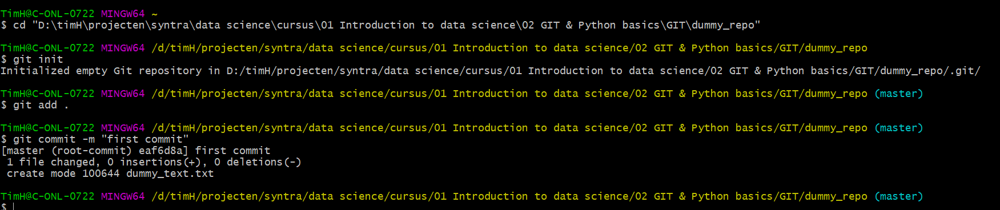 TimH@C-ONL-0722 MINGW64 ~
$ cd "D:\timH\projecten\syntra\data science\cursus\01 Introduction to data science\02 GIT & Python basics\GIT\dummy_repo"
TimH@C-ONL-0722 MINGW64 /d/timH/projecten/syntra/data science/cursus/01 Introduction to data science/02 GIT & Python basics/GIT/dummy_repo
$ git init
Initialized empty Git repository in D:/timH/projecten/syntra/data science/cursus/01 Introduction to data science/02 GIT & Python basics/GIT/dummy_repo/.git/
TimH@C-ONL-0722 MINGW64 /d/timH/projecten/syntra/data science/cursus/01 Introduction to data science/02 GIT & Python basics/GIT/dummy_repo (master)
$ git add .
TimH@C-ONL-0722 MINGW64 /d/timH/projecten/syntra/data science/cursus/01 Introduction to data science/02 GIT & Python basics/GIT/dummy_repo (master)
$ git commit -m "first commit"
[master (root-commit) eaf6d8a] first commit
1 file changed, 0 insertions(+), 0 deletions(-)
create mode 100644 dummy_text.txt
TimH@C-ONL-0722 MINGW64 /d/timH/projecten/syntra/data science/cursus/01 Introduction to data science/02 GIT & Python basics/GIT/dummy_repo (master)
$